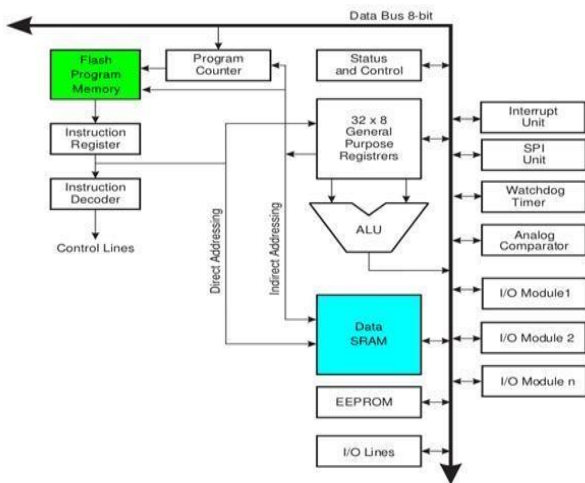 Data Bus 8-bit
Flash
Program
Memory
Program
Counter
Status
and Control
Instruction
Register
32 x 8
General
Purpose
Registrers
Interrupt
Unit
SPI
Unit
Instruction
Decoder
Watchdog
Timer
ALU
Analog
Comparator
Control Lines
Direct Addressing
Indirect Addressing
I/O Module1
Data
SRAM
I/O Module 2
I/O Module n
EEPROM
I/O Lines